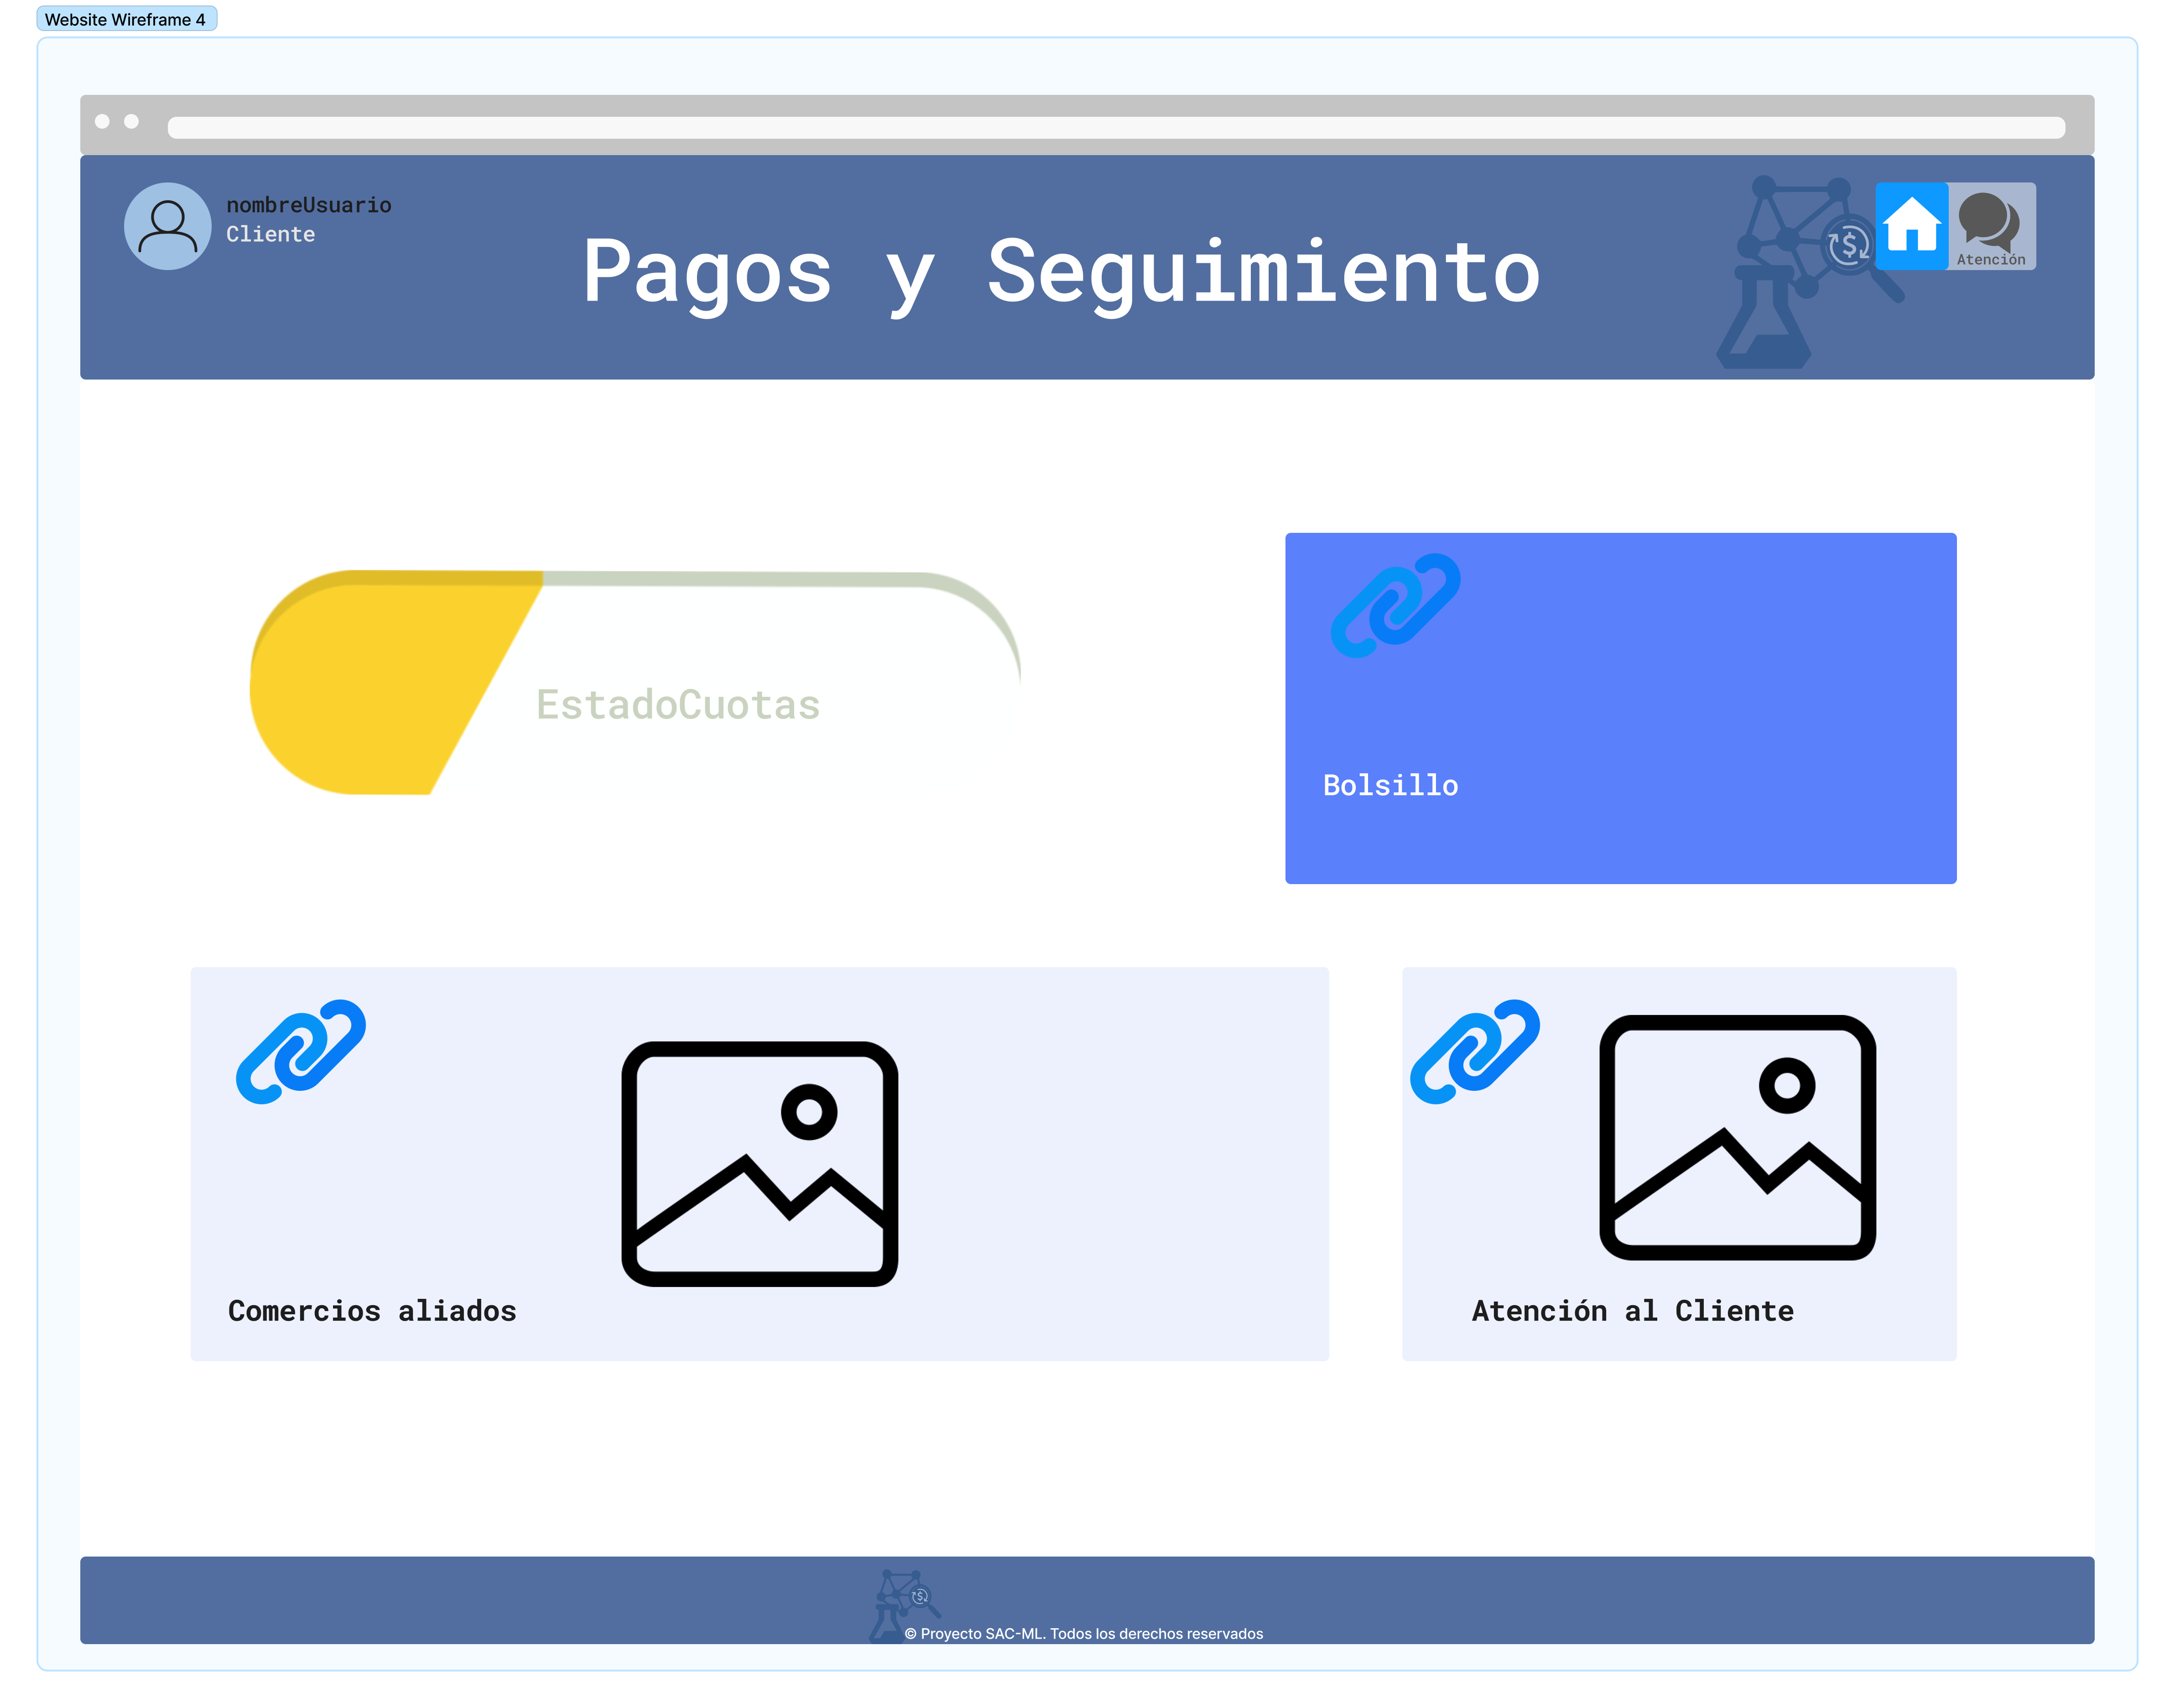 Website Wireframe 4
nombreUsuario
Cliente
Pagos y Seguimiento
$
Atención
EstadoCuotas
Bolsillo
Comercios aliados
Atención al Cliente
$
© Proyecto SAC-ML. Todos los derechos reservados